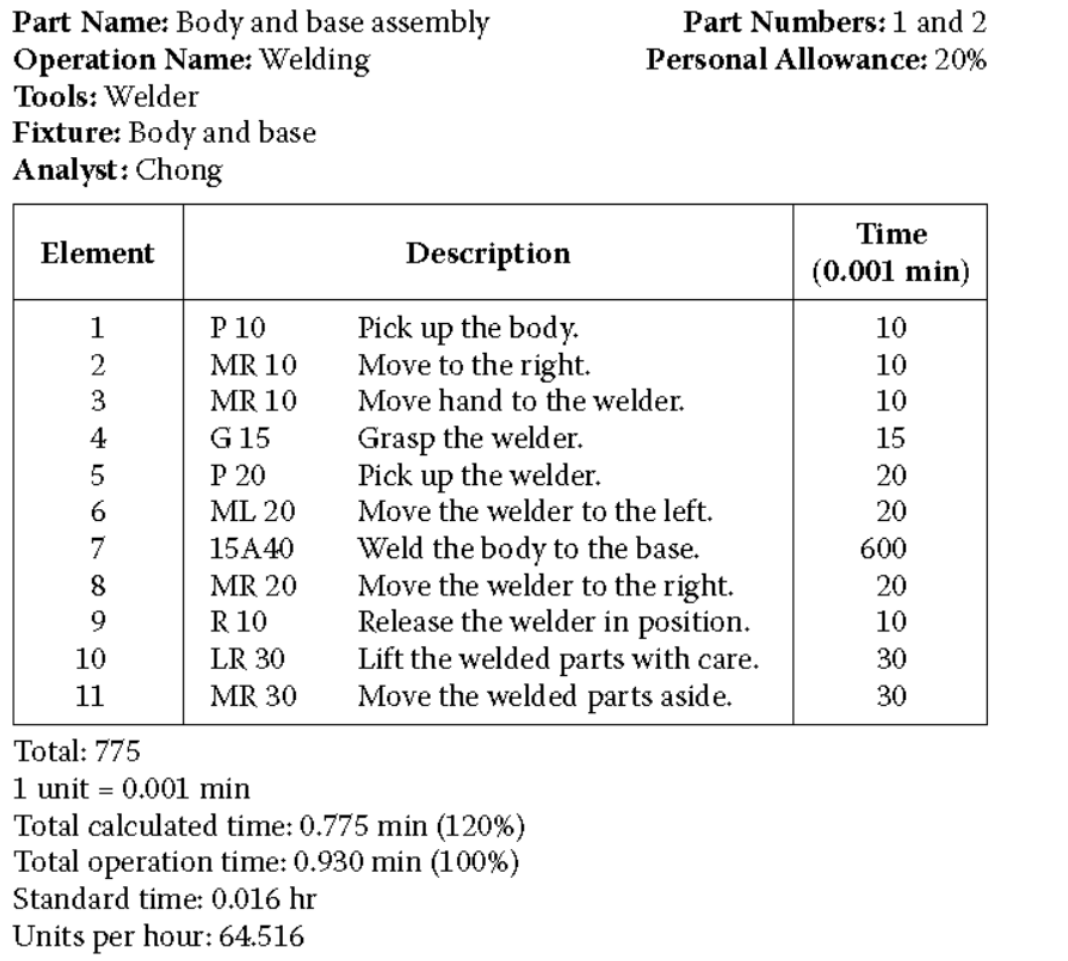 Part Name: Body and base assembly Part Numbers: 1 and 2
Operation Name: Welding Personal Allowance: 20%
Tools: Welder
Fixture: Body and base
Analyst: Chong
Element Description Time (0.001 min)
1 P 10 Pick up the body. 10
2 MR 10 Move to the right. 10
3 MR 10 Move hand to the welder. 10
4 G 15 Grasp the welder. 15
5 P 20 Pick up the welder. 20
6 ML 20 Move the welder to the left. 20
7 15A40 Weld the body to the base. 600
8 MR 20 Move the welder to the right. 20
9 R 10 Release the welder in position. 10
10 LR 30 Lift the welded parts with care. 30
11 MR 30 Move the welded parts aside. 30
Total: 775
1 unit = 0.001 min
Total calculated time: 0.775 min (120%)
Total operation time: 0.930 min (100%)
Standard time: 0.016 hr
Units per hour: 64.516